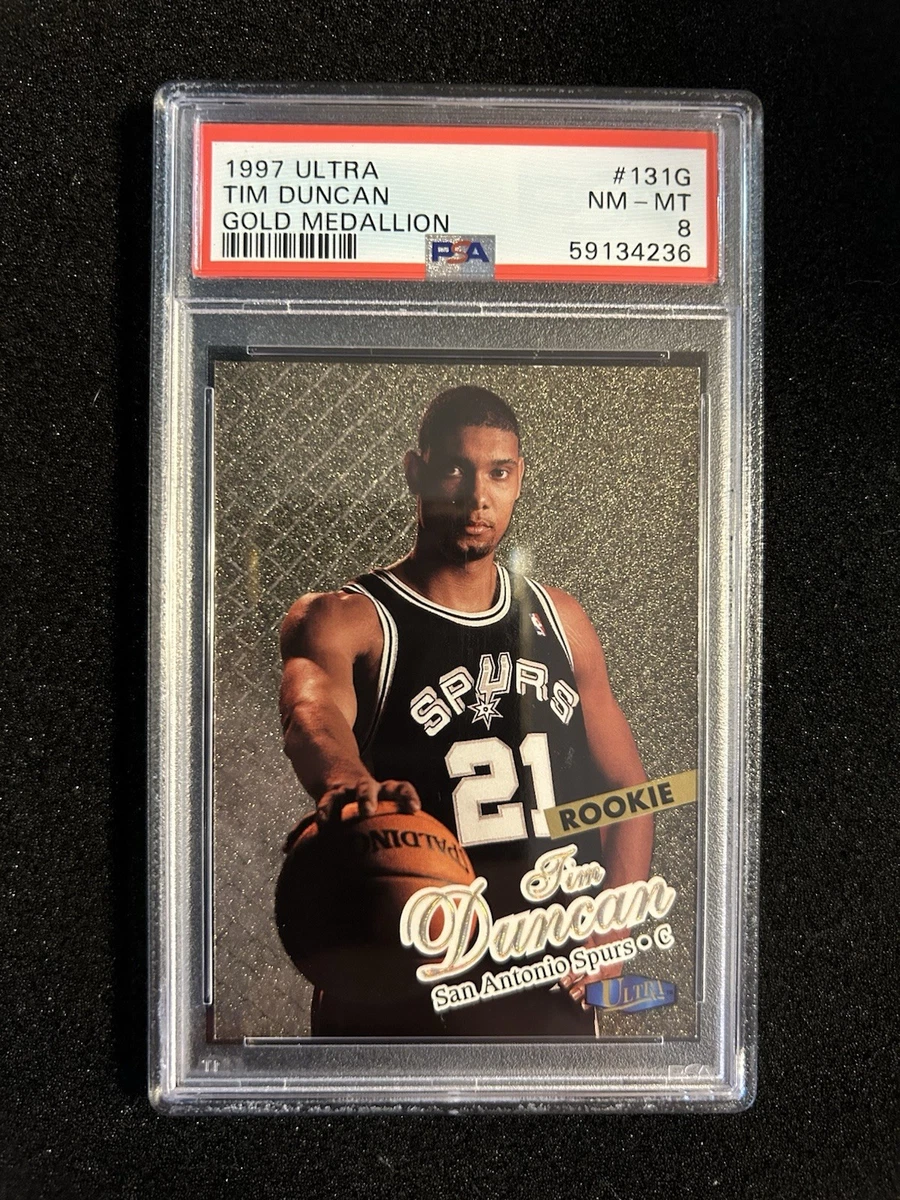 1997 ULTRA
#131G
TIM DUNCAN
NM - MT
GOLD MEDALLION
8
PSA
59134236
SPURS
21
ROOKIE
SPALDING
Tim
Duncan
San Antonio Spurs • C
ULTRA
PSA